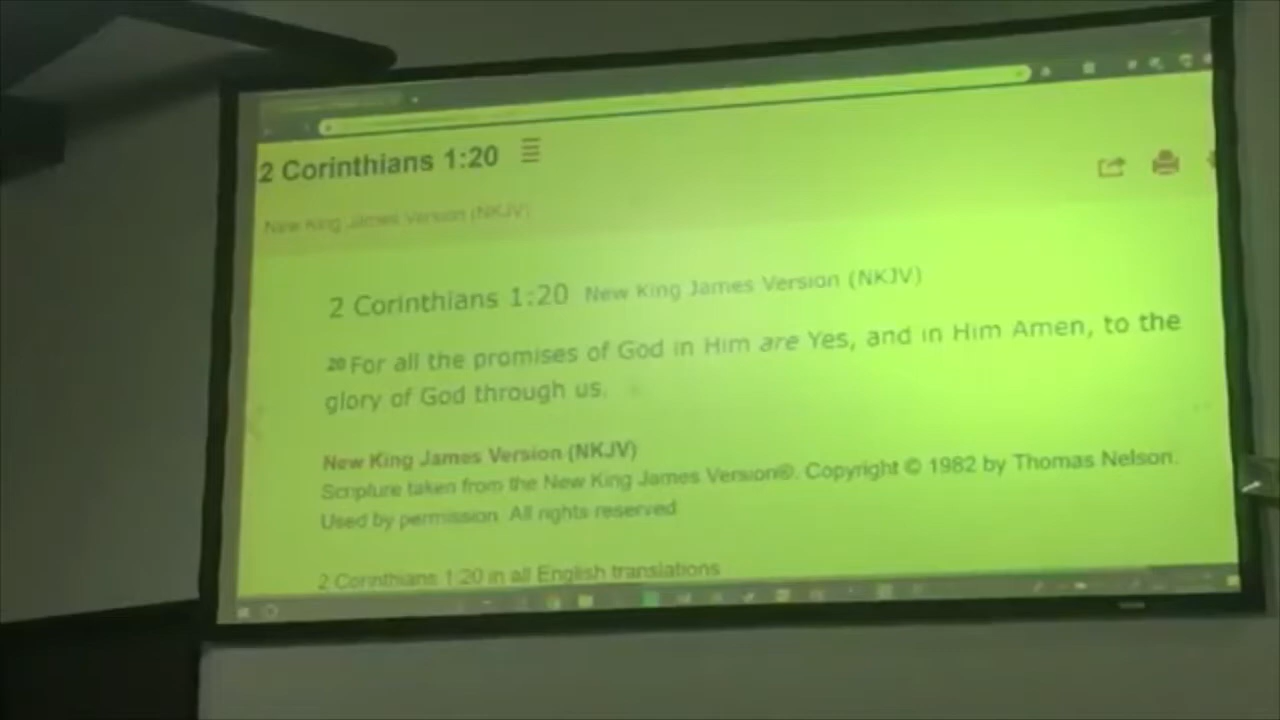 2 Corinthians 1:20
New King James Version (NKJV)
2 Corinthians 1:20 New King James Version (NKJV)
20 For all the promises of God in Him are Yes, and in Him Amen, to the
glory of God through us.
New King James Version (NKJV)
Scripture taken from the New King James Version®. Copyright © 1982 by Thomas Nelson.
Used by permission. All rights reserved.
2 Corinthians 1:20 in all English translations